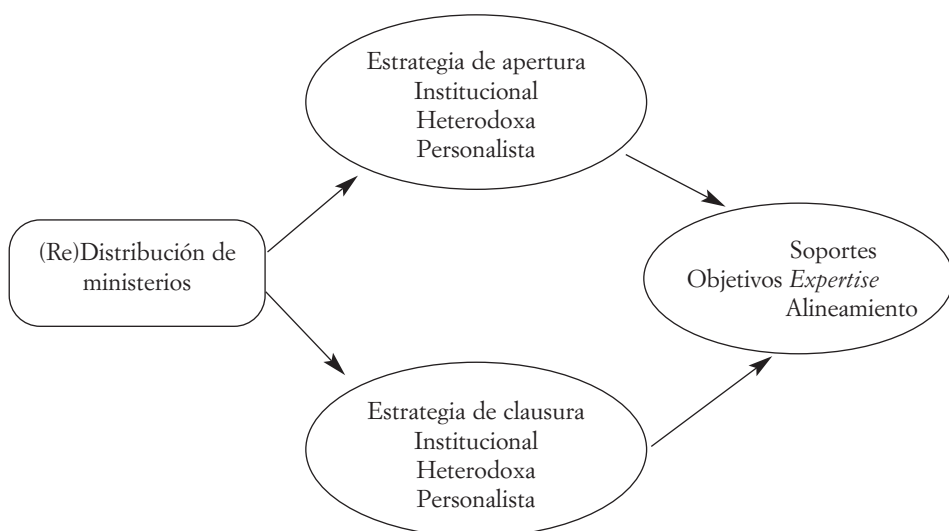 Estrategia de apertura
Institucional
Heterodoxa
Personalista
(Re)Distribución de
ministerios
Soportes
Objetivos Expertise
Alineamiento
Estrategia de clausura
Institucional
Heterodoxa
Personalista